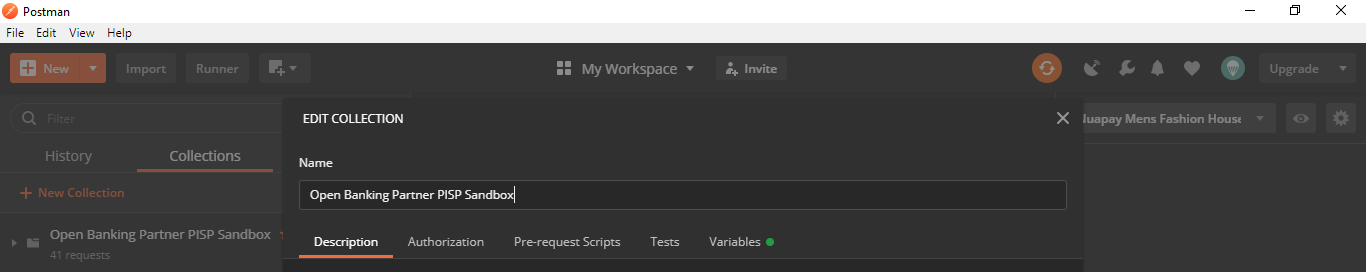 Postman
File Edit View Help
New Import Runner My Workspace Invite Upgrade
Filter EDIT COLLECTION Nuapay Mens Fashion House
History Collections Name
New Collection Open Banking Partner PISP Sandbox
Open Banking Partner PISP Sandbox Description Authorization Pre-request Scripts Tests Variables
41 requests